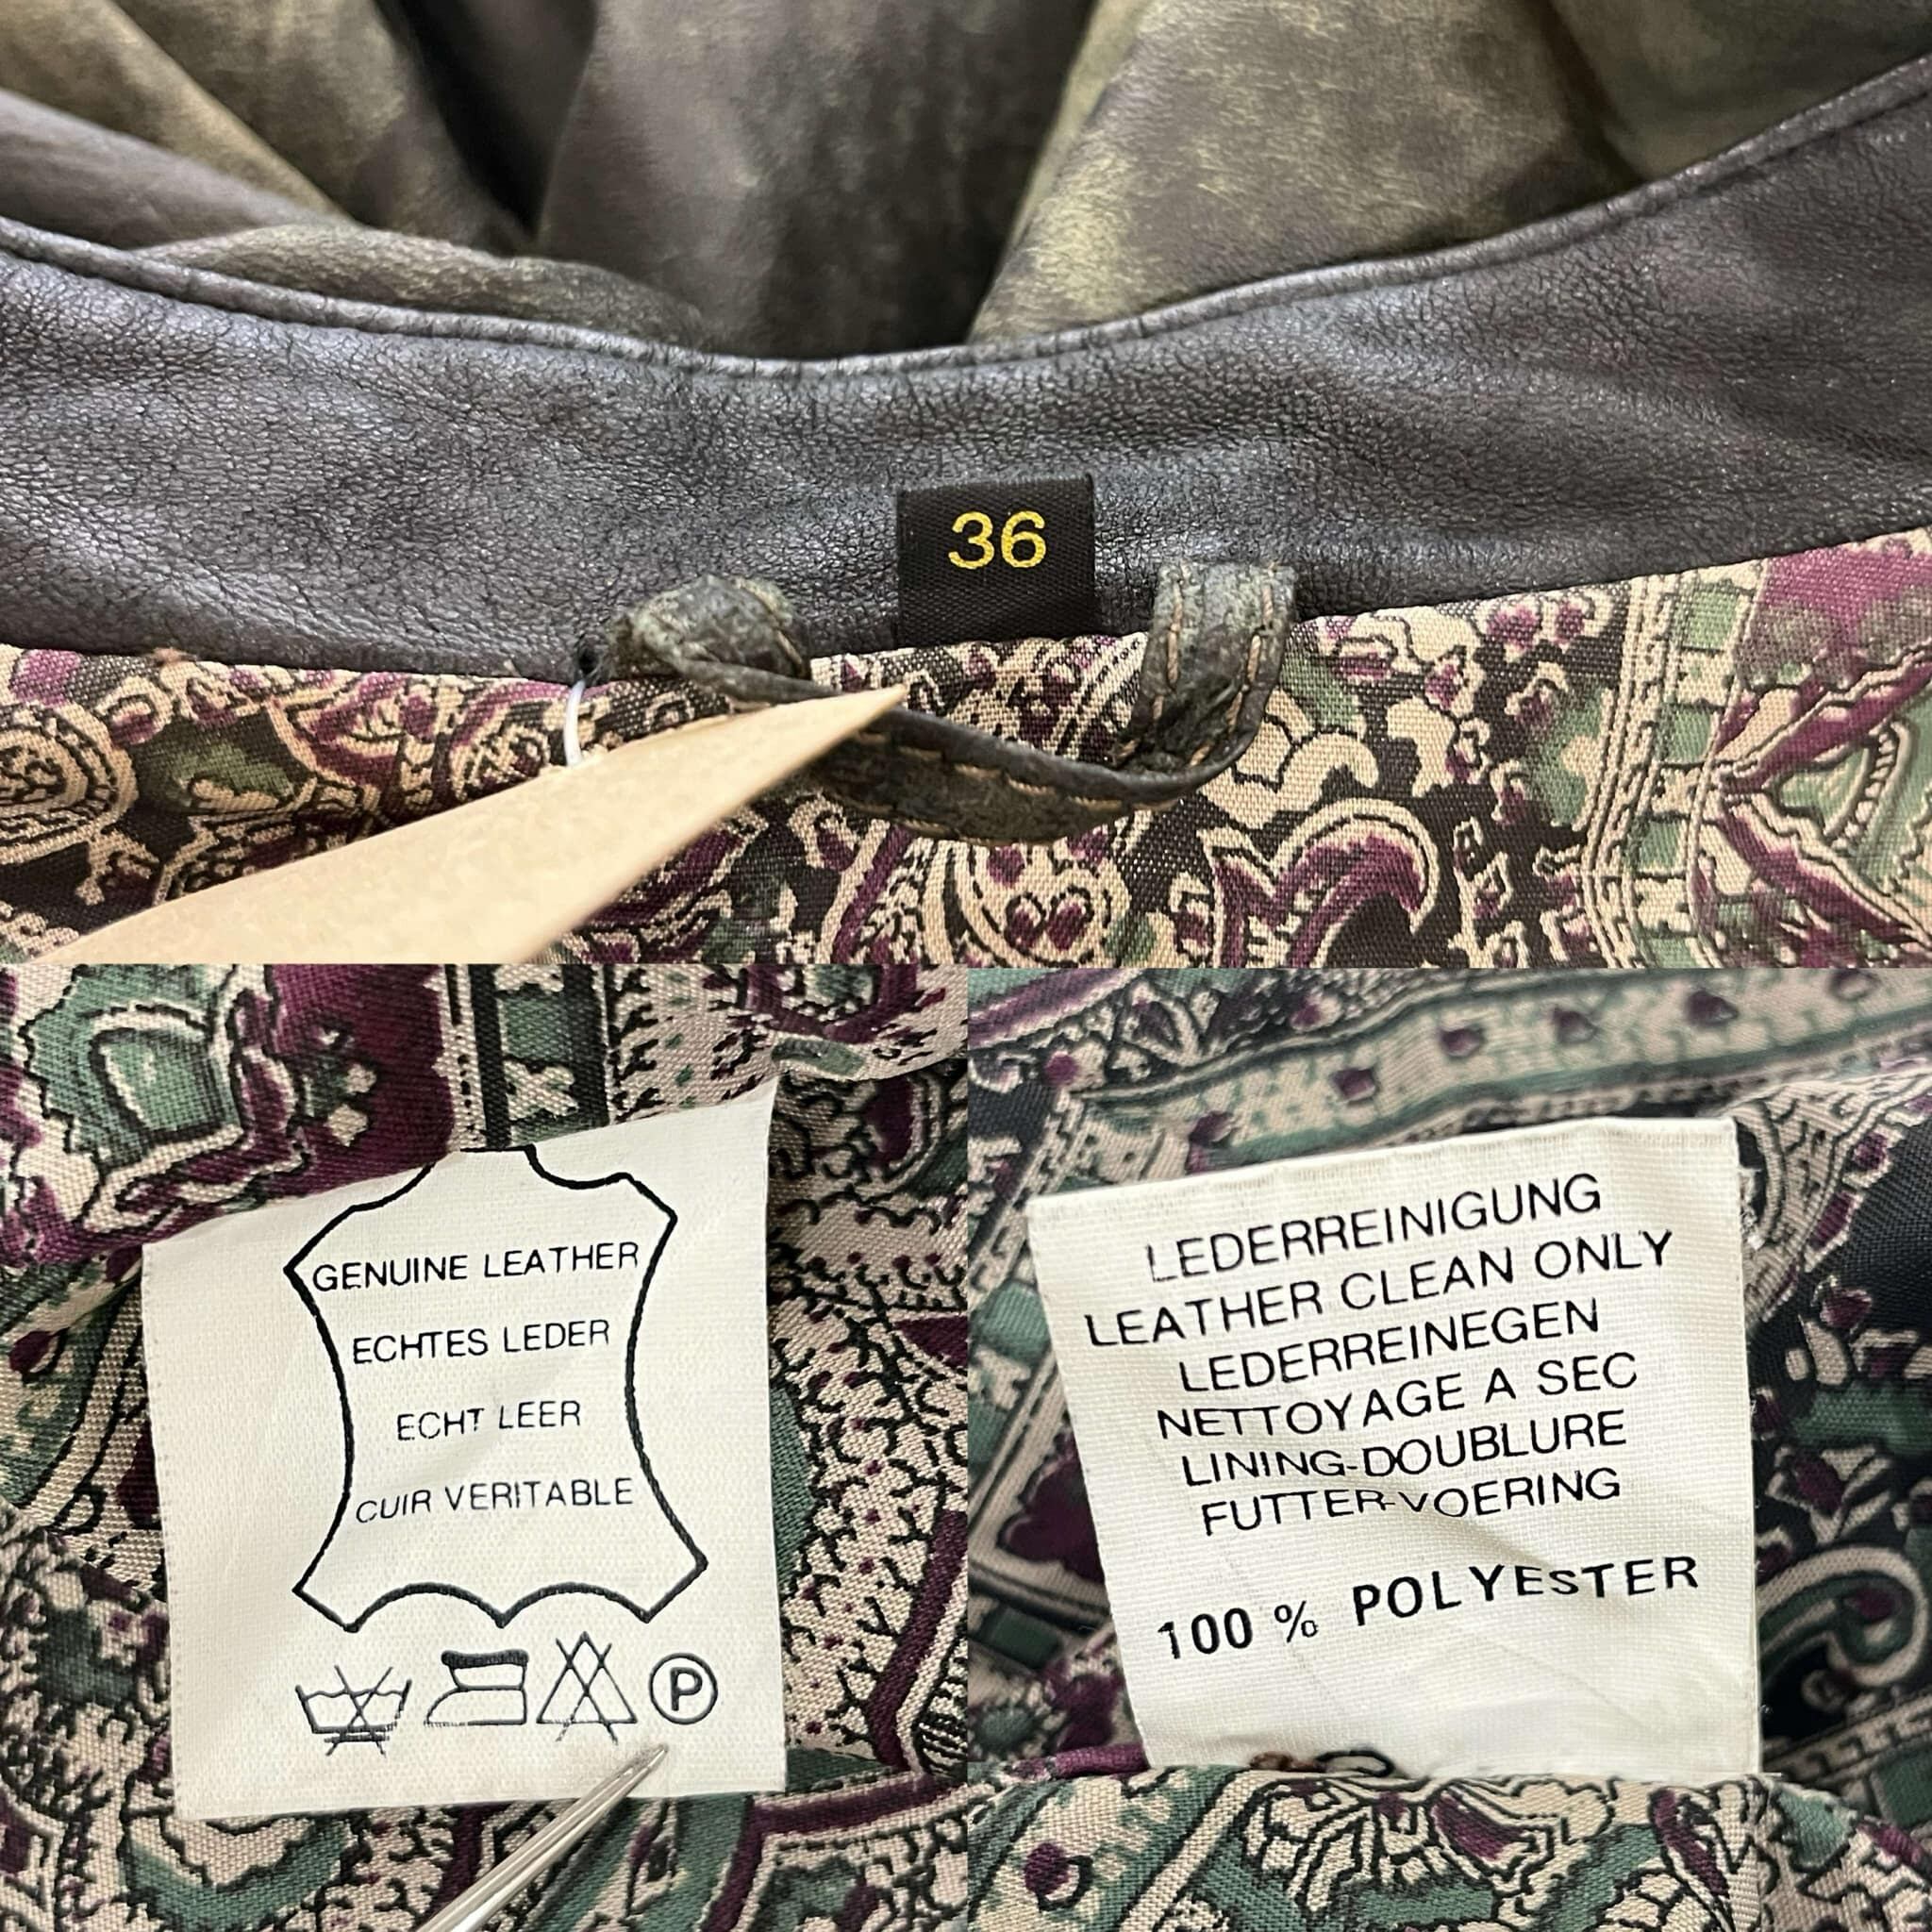 36
GENUINE LEATHER
ECHTES LEDER
ECHT LEER
CUIR VERITABLE
P
LEDERREINIGUNG
LEATHER CLEAN ONLY
LEDERREINEGEN
NETTOYAGE A SEC
LINING-DOUBLURE
FUTTER-VOERING
100 % POLYESTER